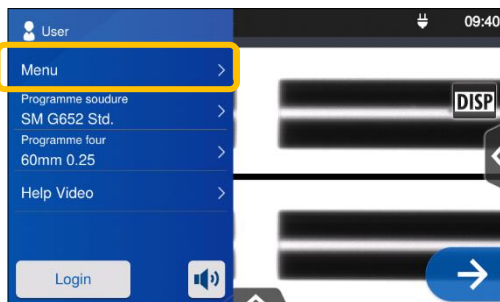 User
09:40
Menu
Programme soudure
SM G652 Std.
DISP
Programme four
60mm 0.25
Help Video
Login